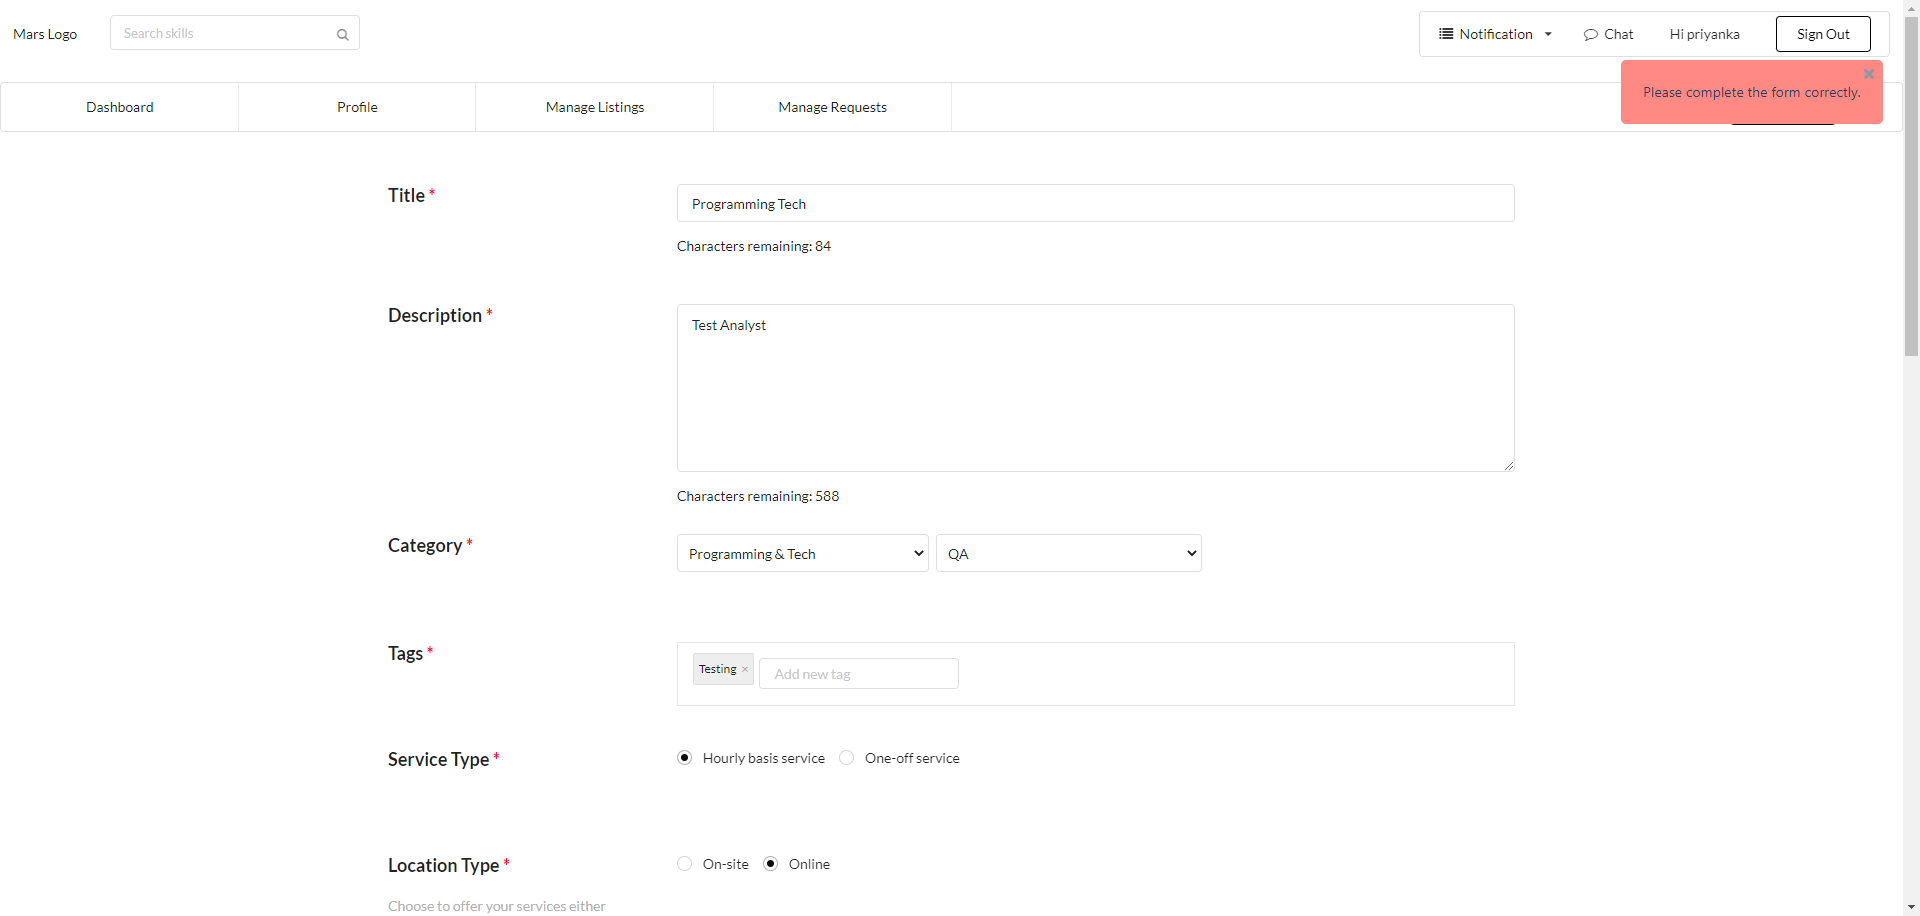 Mars Logo
Search skills
Notification
Chat
Hi priyanka
Sign Out
Please complete the form correctly.
Dashboard
Profile
Manage Listings
Manage Requests
Title *
Programming Tech
Characters remaining: 84
Description *
Test Analyst
Characters remaining: 588
Category *
Programming & Tech
QA
Tags *
Testing ×
Add new tag
Service Type *
Hourly basis service
One-off service
Location Type *
On-site
Online
Choose to offer your services either